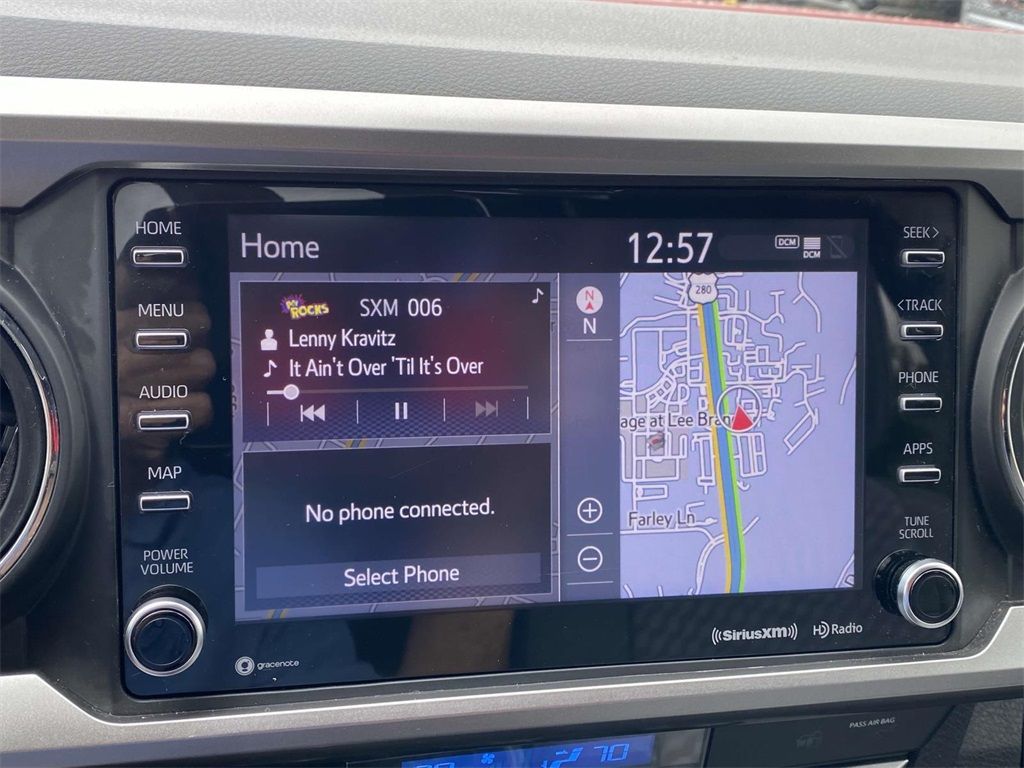 HOME
MENU
AUDIO
MAP
POWER
VOLUME
gracenote
Home
12:57
DCM
DCM
ROCKS
SXM 006
Lenny Kravitz
It Ain't Over 'Til It's Over
No phone connected.
Select Phone
N
N
280
age at Lee Bran
Farley Ln
SEEK >
< TRACK
PHONE
APPS
TUNE
SCROLL
((SiriusXM))
HD Radio
PASS AIR BAG
70